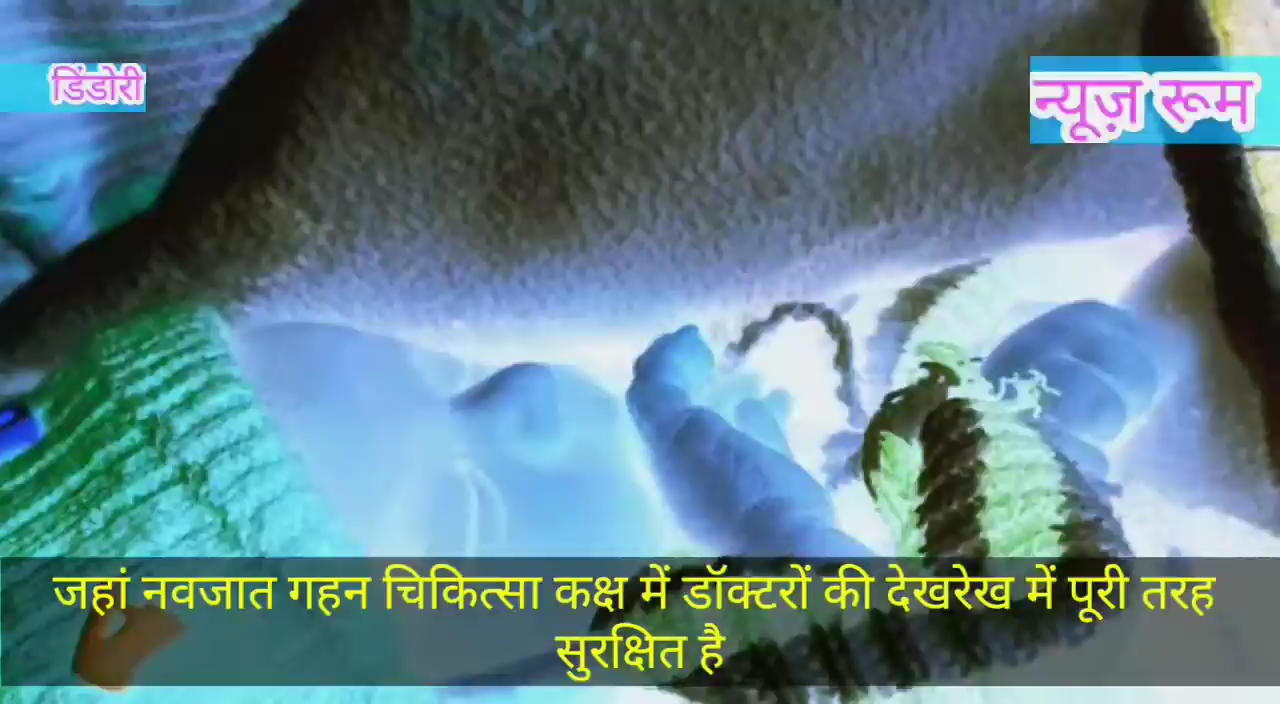 डिंडोरी
न्यूज़ रूम
जहां नवजात गहन चिकित्सा कक्ष में डॉक्टरों की देखरेख में पूरी तरह
सुरक्षित है